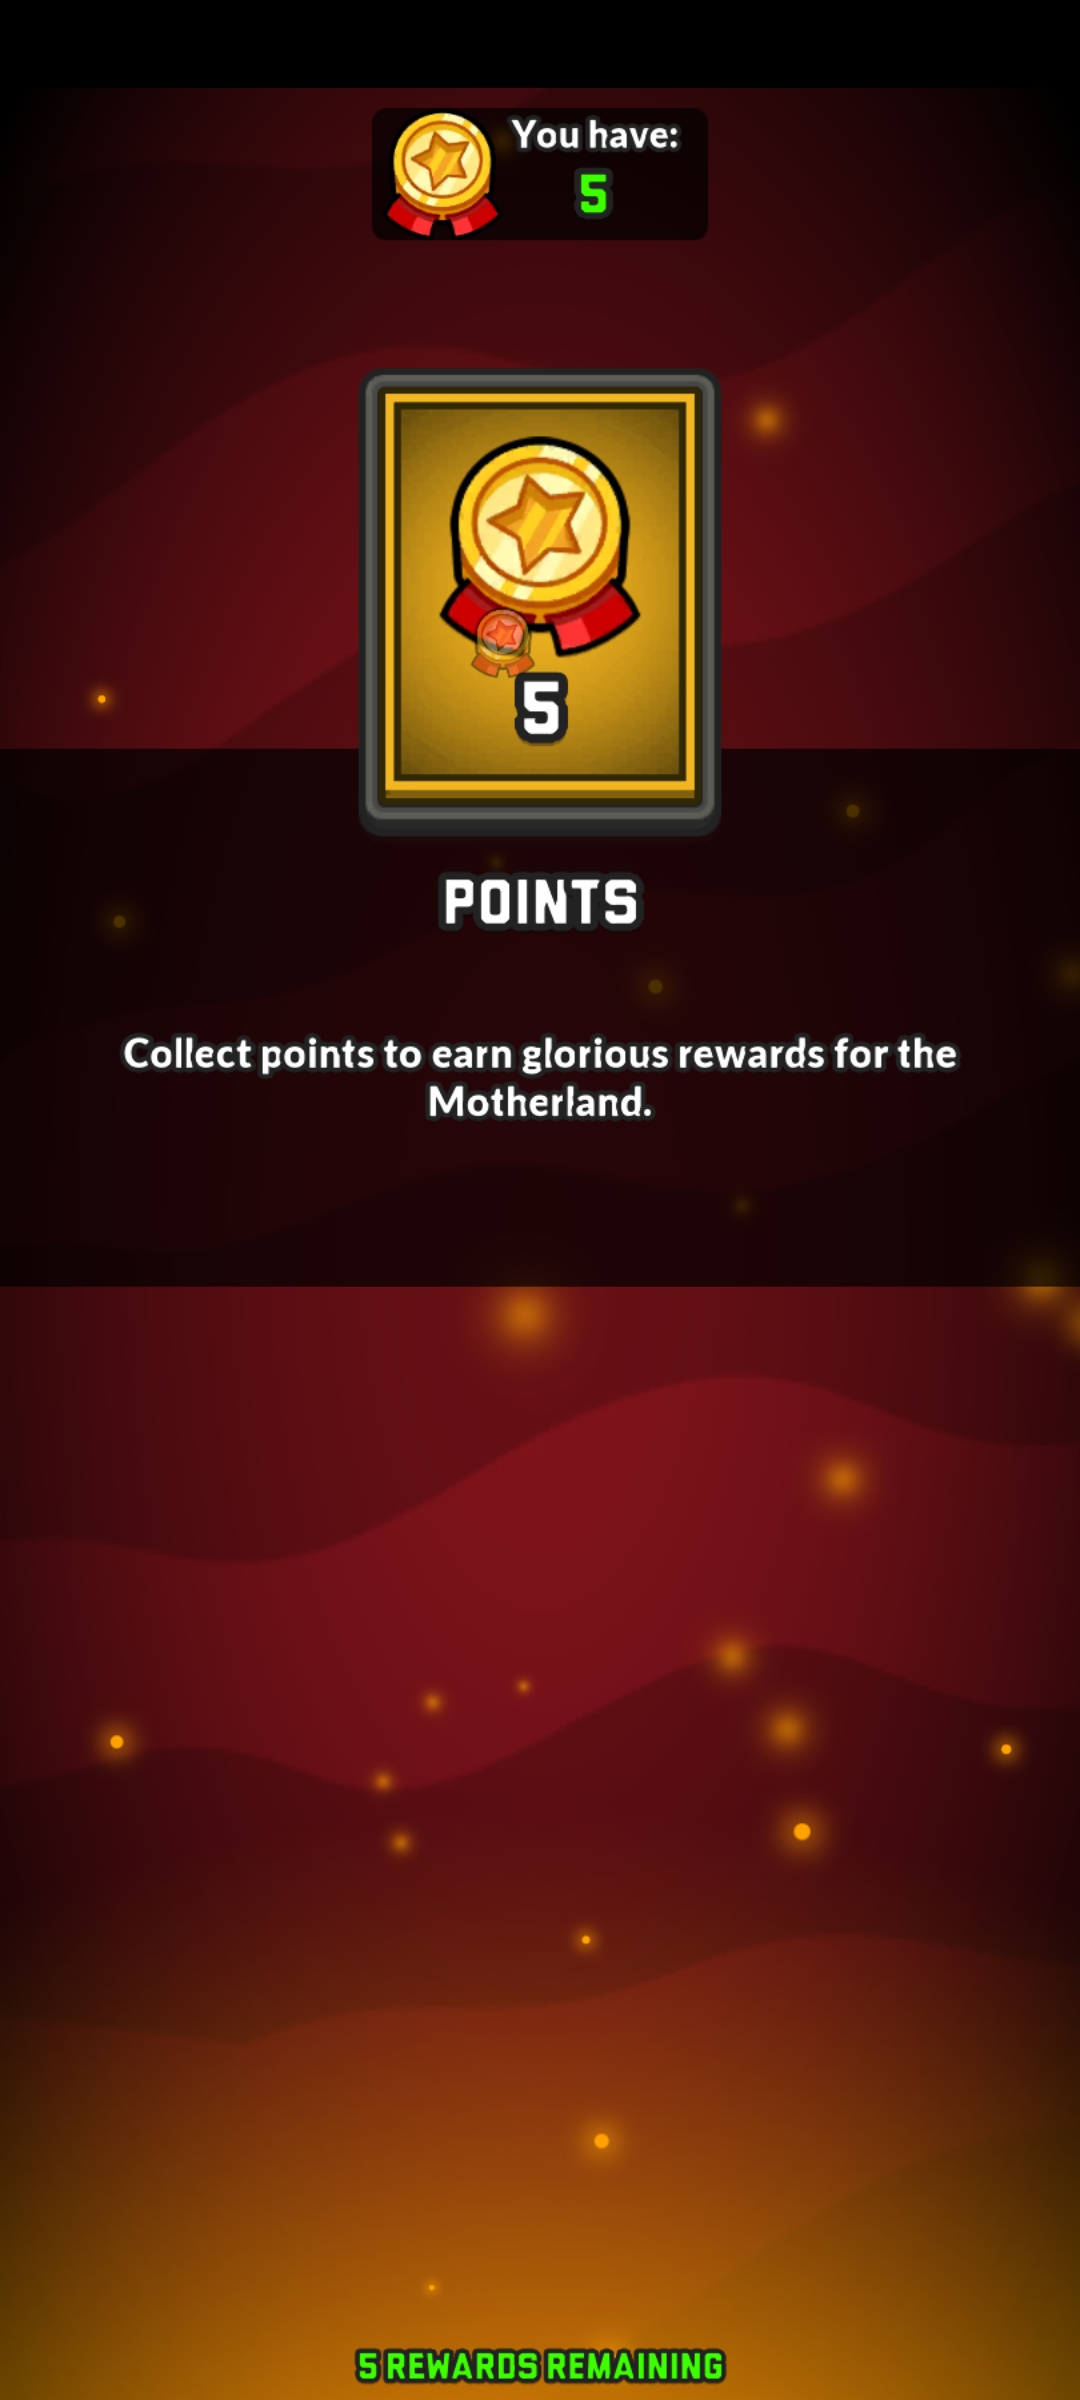 You have:
5
5
POINTS
Collect points to earn glorious rewards for the
Motherland.
5 REWARDS REMAINING